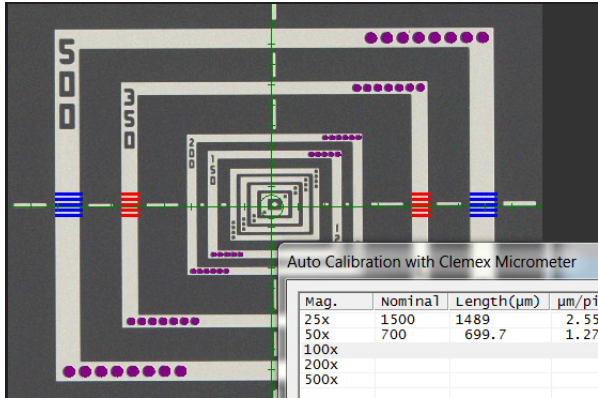 500
350
200
150
12
Auto Calibration with Clemex Micrometer
Mag. Nominal Length(µm) µm/pi
25x 1500 1489 2.55
50x 700 699.7 1.27
100x
200x
500x